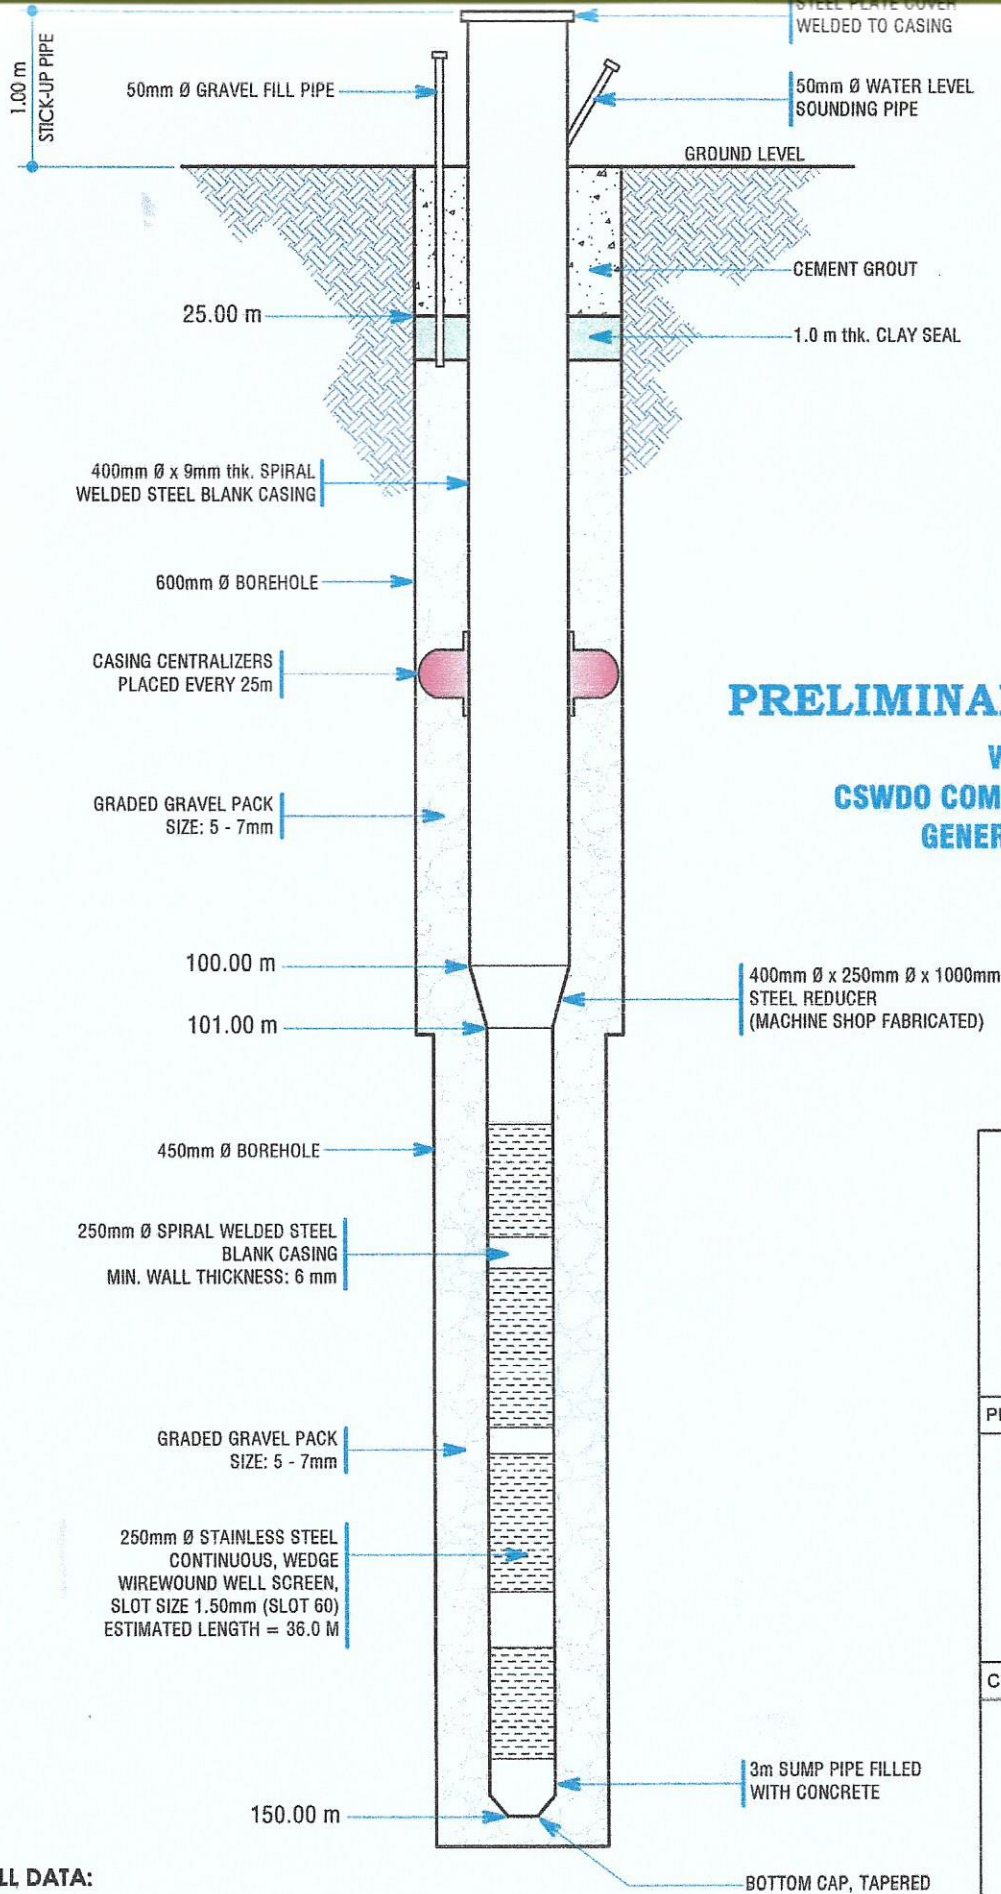 STEEL PLATE COVER
WELDED TO CASING
1.00 m
STICK-UP PIPE
50mm Ø GRAVEL FILL PIPE
50mm Ø WATER LEVEL
SOUNDING PIPE
GROUND LEVEL
CEMENT GROUT
25.00 m
1.0 m thk. CLAY SEAL
400mm Ø x 9mm thk. SPIRAL
WELDED STEEL BLANK CASING
600mm Ø BOREHOLE
CASING CENTRALIZERS
PLACED EVERY 25m
PRELIMINA
W
CSWDO COM
GENER
GRADED GRAVEL PACK
SIZE: 5 - 7mm
100.00 m
101.00 m
400mm Ø x 250mm Ø x 1000mm
STEEL REDUCER
(MACHINE SHOP FABRICATED)
450mm Ø BOREHOLE
250mm Ø SPIRAL WELDED STEEL
BLANK CASING
MIN. WALL THICKNESS: 6 mm
GRADED GRAVEL PACK
SIZE: 5 - 7mm
250mm Ø STAINLESS STEEL
CONTINUOUS, WEDGE
WIREWOUND WELL SCREEN,
SLOT SIZE 1.50mm (SLOT 60)
ESTIMATED LENGTH = 36.0 M
3m SUMP PIPE FILLED
WITH CONCRETE
150.00 m
BOTTOM CAP, TAPERED
LL DATA: